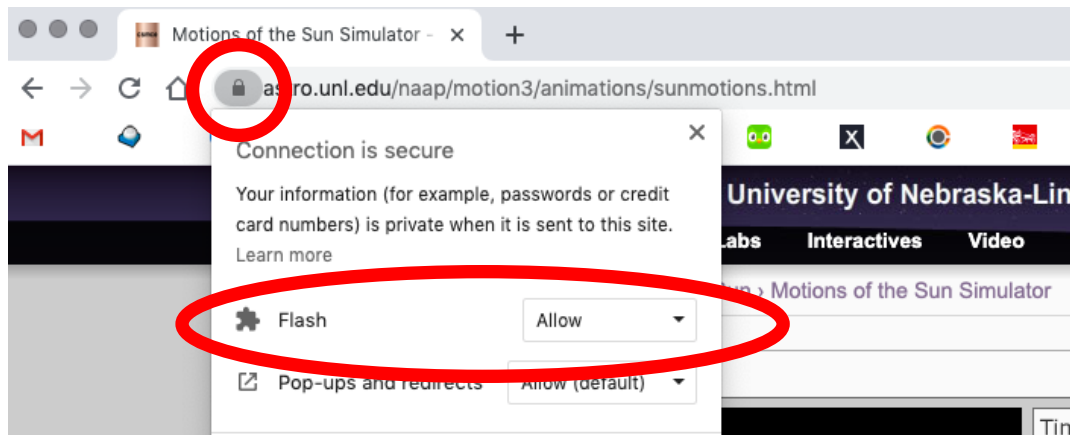 Motions of the Sun Simulator -
astro.unl.edu/naap/motion3/animations/sunmotions.html
Connection is secure
Your information (for example, passwords or credit
card numbers) is private when it is sent to this site.
Learn more
Flash Allow
Pop-ups and redirects Allow (default)
University of Nebraska-Lin
Labs Interactives Video
› Motions of the Sun Simulator
Tin